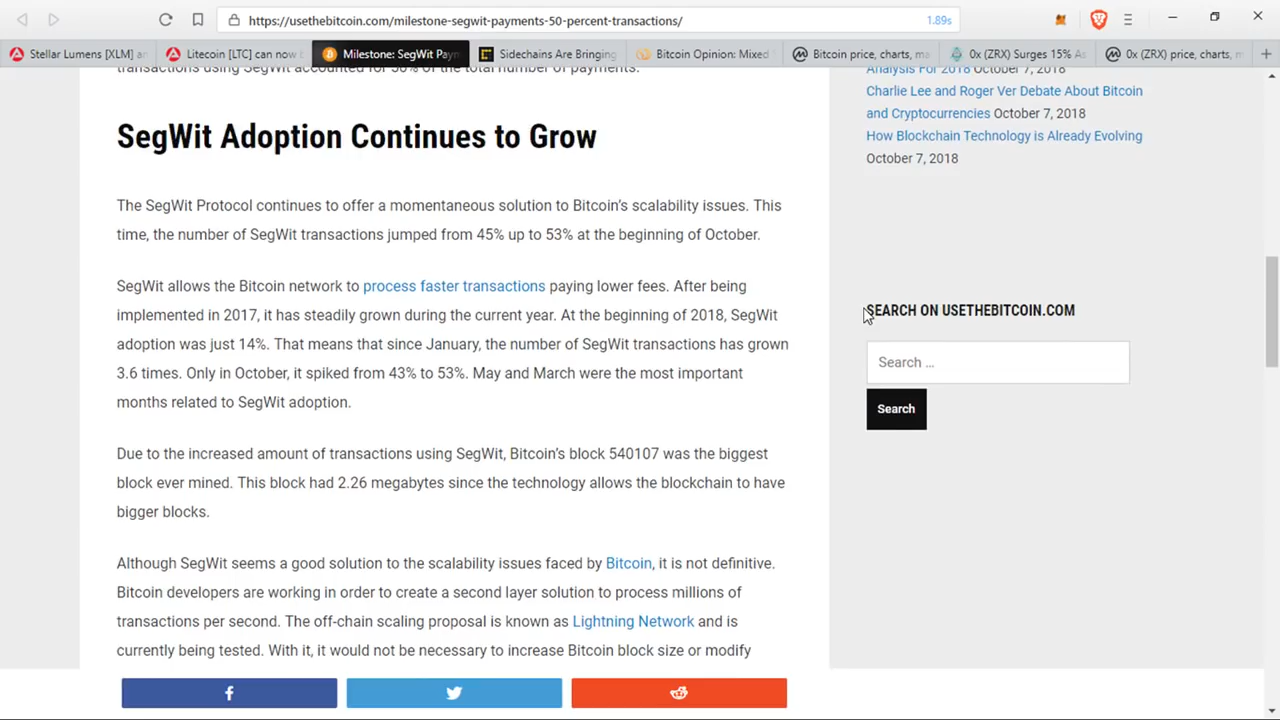 https://usethebitcoin.com/milestone-segwit-payments-50-percent-transactions/
1.89s
Stellar Lumens [XLM] a
Litecoin [LTC] can now
Milestone: SegWit Pay
Sidechains Are Bringing
Bitcoin Opinion: Mixed
Bitcoin price, charts, ma
0x (ZRX) Surges 15% As
0x (ZRX) price, charts, m
transactions using SegWit accounted for 50% of the total number of payments.
SegWit Adoption Continues to Grow
The SegWit Protocol continues to offer a momentaneous solution to Bitcoin's scalability issues. This
time, the number of SegWit transactions jumped from 45% up to 53% at the beginning of October.
SegWit allows the Bitcoin network to process faster transactions paying lower fees. After being
implemented in 2017, it has steadily grown during the current year. At the beginning of 2018, SegWit
adoption was just 14%. That means that since January, the number of SegWit transactions has grown
3.6 times. Only in October, it spiked from 43% to 53%. May and March were the most important
months related to SegWit adoption.
Due to the increased amount of transactions using SegWit, Bitcoin's block 540107 was the biggest
block ever mined. This block had 2.26 megabytes since the technology allows the blockchain to have
bigger blocks.
Although SegWit seems a good solution to the scalability issues faced by Bitcoin, it is not definitive.
Bitcoin developers are working in order to create a second layer solution to process millions of
transactions per second. The off-chain scaling proposal is known as Lightning Network and is
currently being tested. With it, it would not be necessary to increase Bitcoin block size or modify
Analysis For 2018 October 7, 2018
Charlie Lee and Roger Ver Debate About Bitcoin
and Cryptocurrencies October 7, 2018
How Blockchain Technology is Already Evolving
October 7, 2018
SEARCH ON USETHEBITCOIN.COM
Search ...
Search